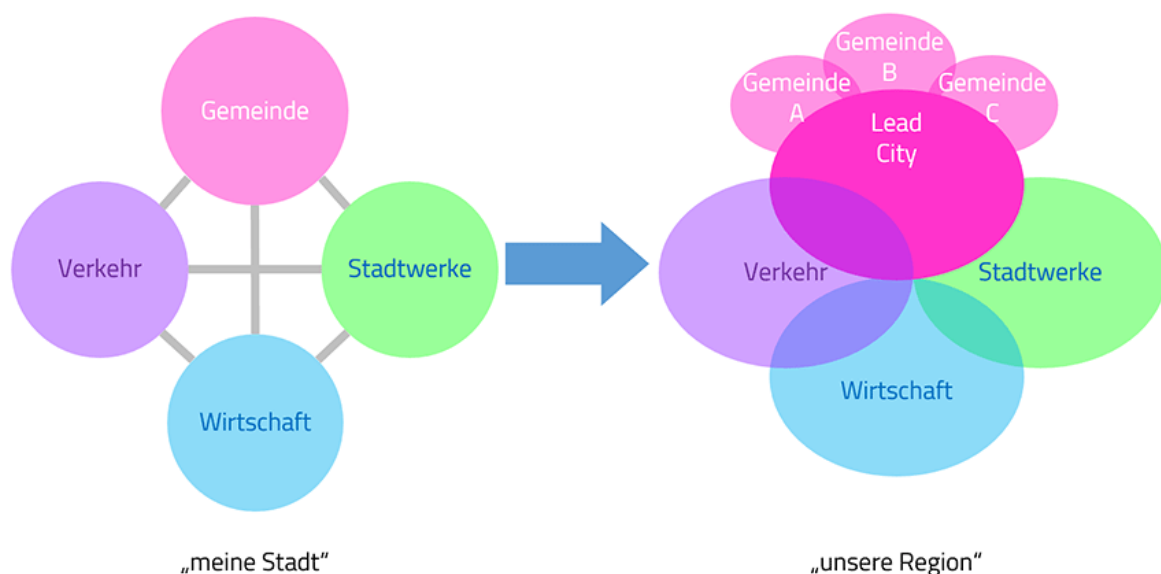 Gemeinde
Verkehr
Stadtwerke
Wirtschaft
„meine Stadt“
Gemeinde
A
Gemeinde
B
Gemeinde
C
Lead
City
Verkehr
Stadtwerke
Wirtschaft
„unsere Region“